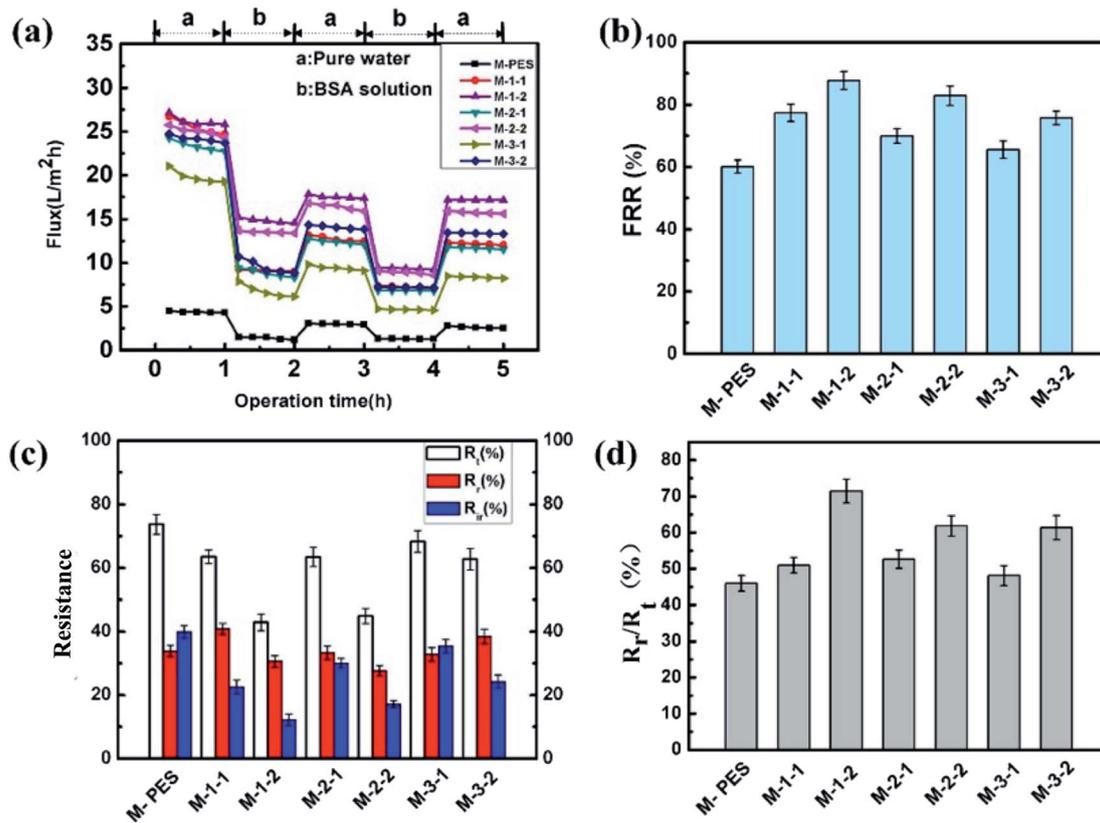 (a)
a b a b a
Flux(L/m²h)
35
30
25
20
15
10
5
0
a:Pure water
b:BSA solution
M-PES
M-1-1
M-1-2
M-2-1
M-2-2
M-3-1
M-3-2
0 1 2 3 4 5
Operation time(h)
(b)
FRR (%)
100
80
60
40
20
0
M- PES M-1-1 M-1-2 M-2-1 M-2-2 M-3-1 M-3-2
(c)
Resistance
100
80
60
40
20
0
Rt(%)
Rr(%)
Rir(%)
100
80
60
40
20
0
M- PES M-1-1 M-1-2 M-2-1 M-2-2 M-3-1 M-3-2
(d)
Rr/Rt (%)
80
70
60
50
40
30
20
10
0
M- PES M-1-1 M-1-2 M-2-1 M-2-2 M-3-1 M-3-2